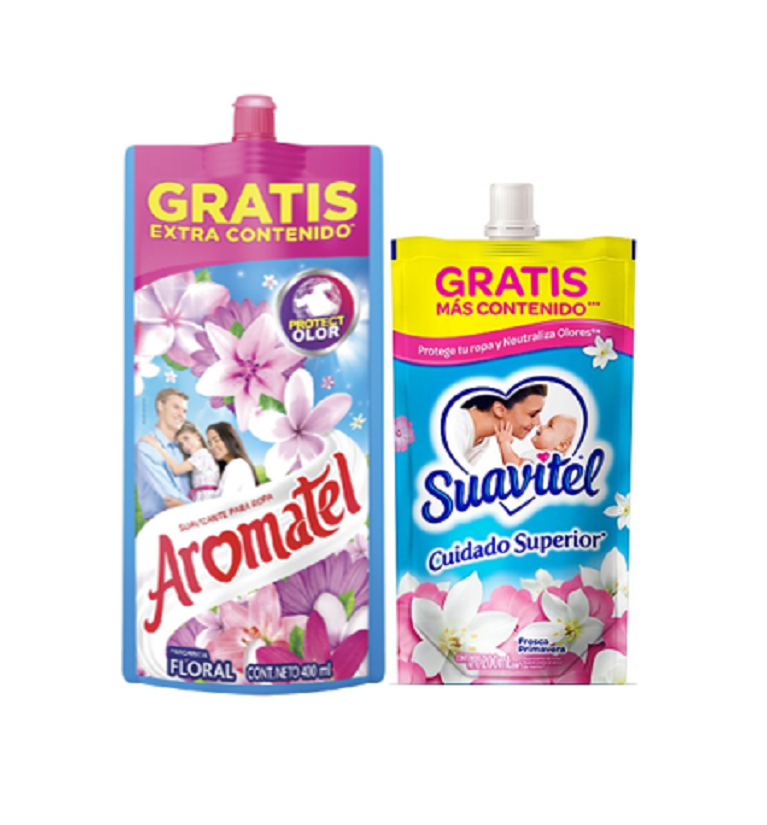 GRATIS
EXTRA CONTENIDO
PROTECT
OLOR
SUAVIZANTE PARA ROPA
Aromatel
FLORAL
CONT. NETO 400 ml
GRATIS
MÁS CONTENIDO***
Protege tu ropa y Neutraliza Olores
Suavitel
Cuidado Superior
Fresca
Primavera
200mL